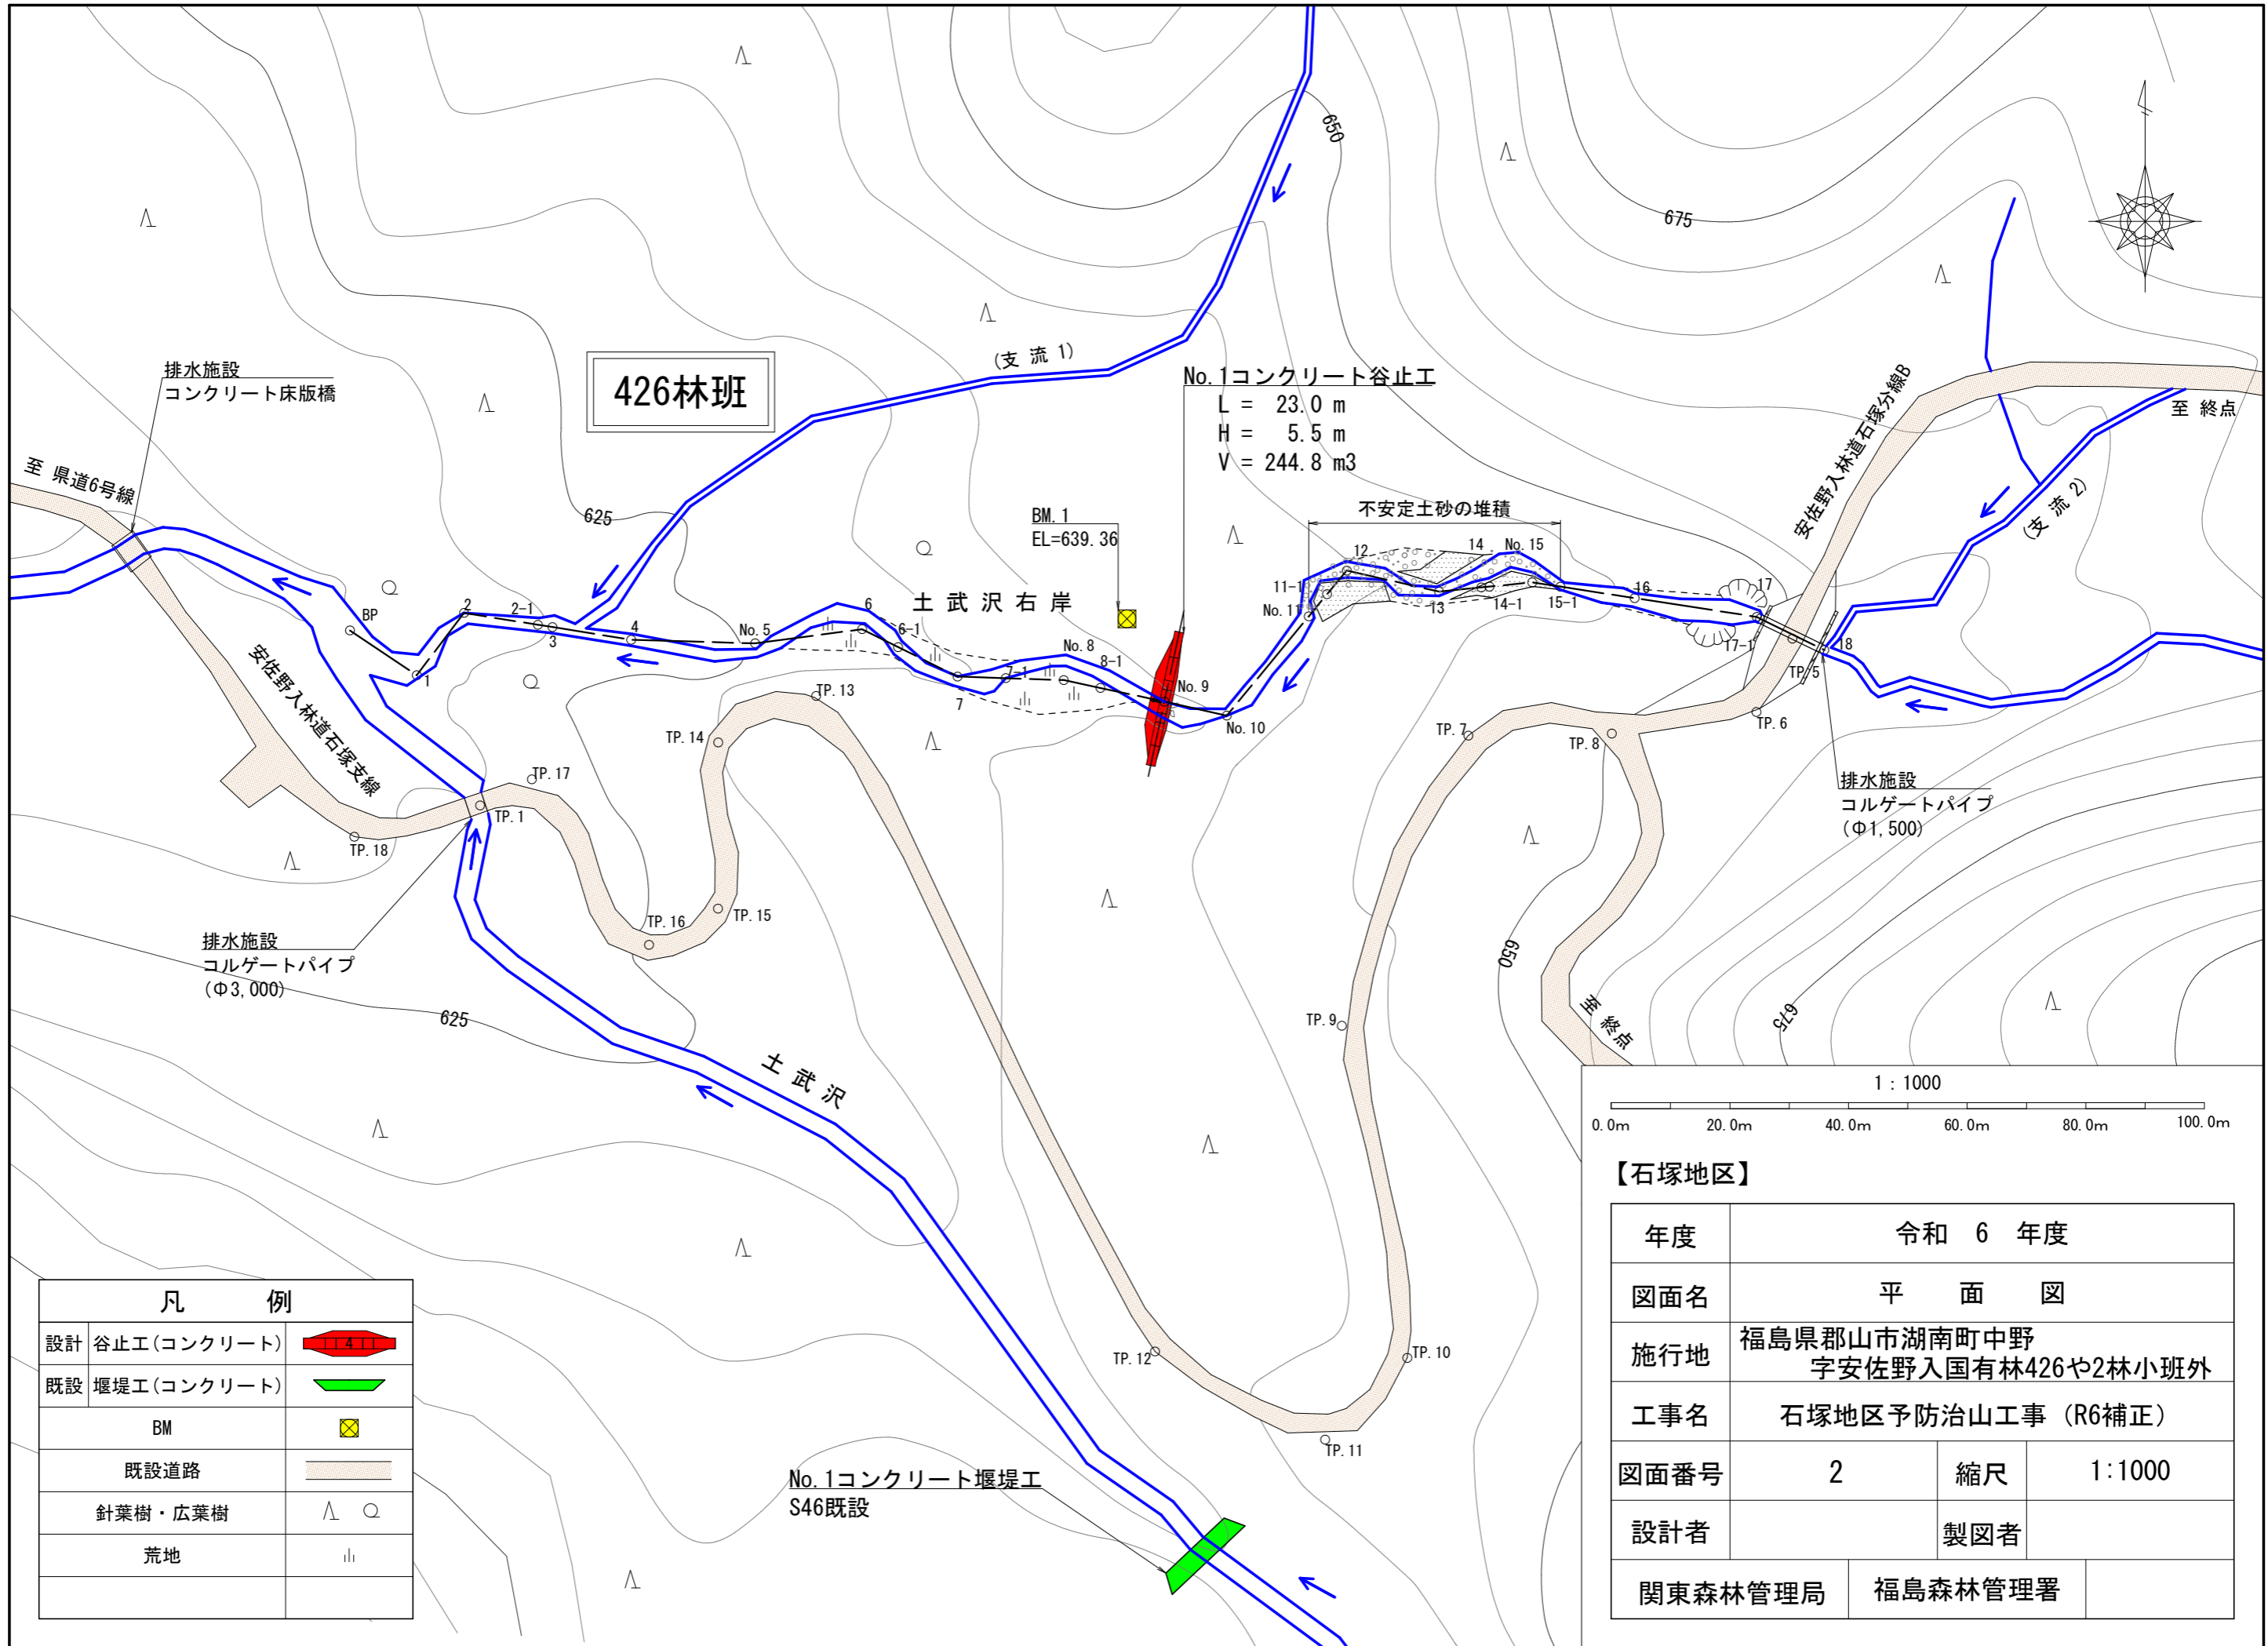 650
675
(支 流 1)
排水施設
コンクリート床版橋
426林班
No.1コンクリート谷止工
L = 23.0 m
H = 5.5 m
V = 244.8 m3
安佐野入林道石塚分線B
至 終点
至 県道6号線
625
BM.1
EL=639.36
不安定土砂の堆積
(支 流 2)
BP
1
2
2-1
3
4
No.5
6
6-1
土 武 沢 右 岸
7
7-1
No.8
8-1
No.9
No.10
No.11
11-1
12
13
14
14-1
No.15
15-1
16
17
17-1
18
TP.5
TP.6
TP.7
TP.8
安佐野入林道石塚支線
TP.13
TP.14
TP.17
TP.1
TP.18
TP.15
TP.16
排水施設
コルゲートパイプ
(Φ1,500)
排水施設
コルゲートパイプ
(Φ3,000)
625
650
675
TP.9
至 終点
土 武 沢
TP.12
TP.10
TP.11
No.1コンクリート堰堤工
S46既設
凡 例
設計 谷止工(コンクリート) 4
既設 堰堤工(コンクリート)
BM
既設道路
針葉樹・広葉樹
荒地
1 : 1000
0.0m 20.0m 40.0m 60.0m 80.0m 100.0m
【石塚地区】
年度 令和 6 年度
図面名 平 面 図
施行地 福島県郡山市湖南町中野
字安佐野入国有林426や2林小班外
工事名 石塚地区予防治山工事（R6補正）
図面番号 2 縮尺 1:1000
設計者 製図者
関東森林管理局 福島森林管理署